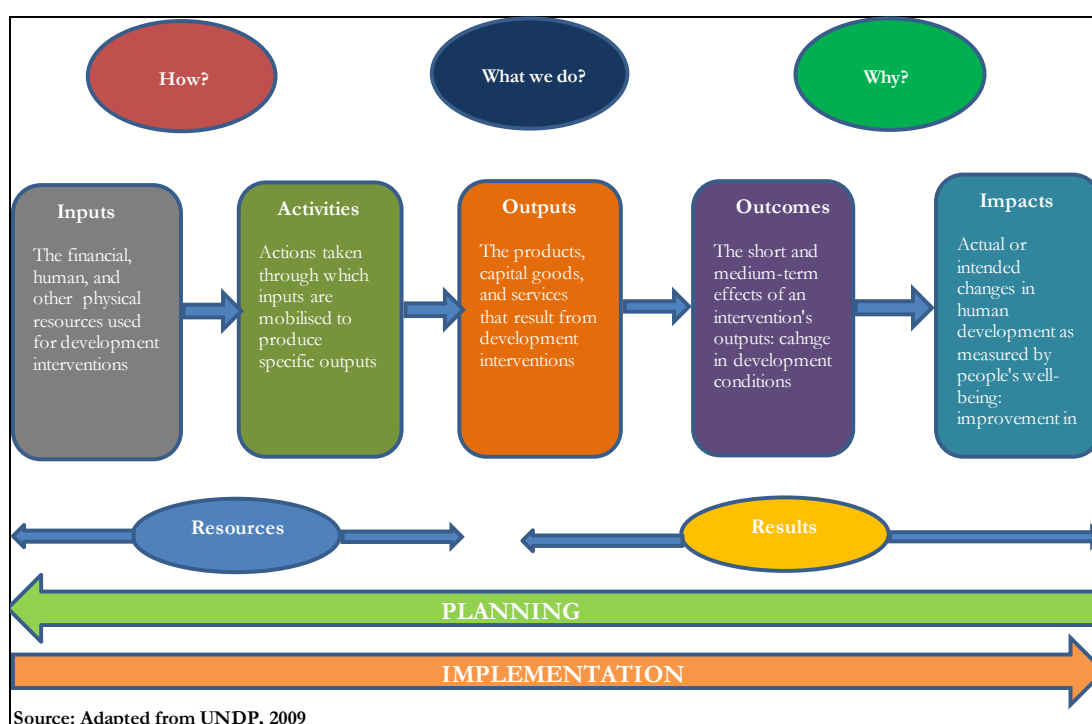 How?
What we do?
Why?
Inputs
The financial,
human, and
other physical
resources used
for development
interventions
Activities
Actions taken
through which
inputs are
mobilised to
produce
specific outputs
Outputs
The products,
capital goods,
and services
that result from
development
interventions
Outcomes
The short and
medium-term
effects of an
intervention's
outputs: cahnge
in development
conditions
Impacts
Actual or
intended
changes in
human
development as
measured by
people's well-
being:
improvement in
Resources
Results
PLANNING
IMPLEMENTATION
Source: Adapted from UNDP, 2009